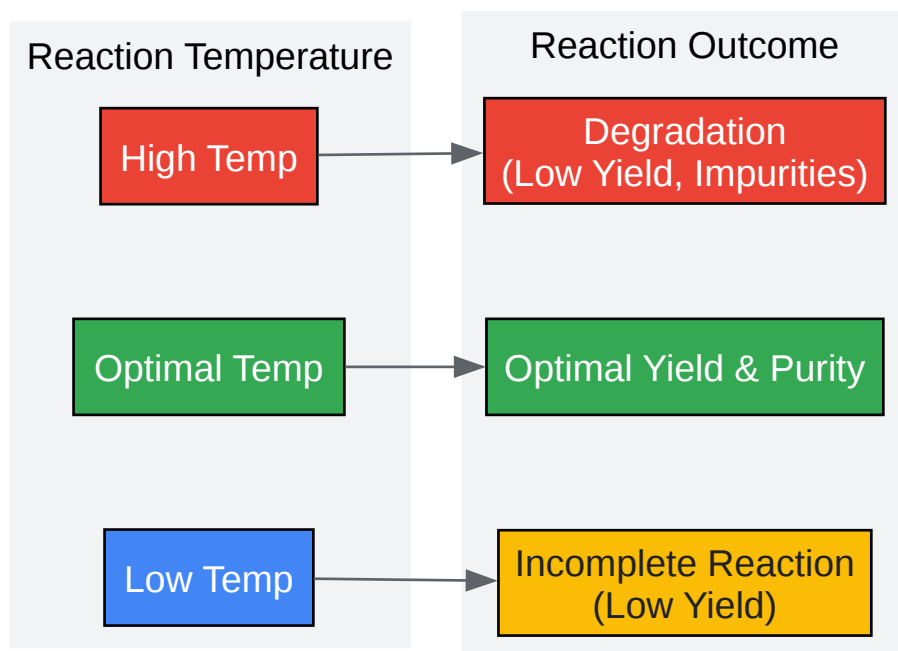 Reaction Temperature
Reaction Outcome
High Temp
Degradation
(Low Yield, Impurities)
Optimal Temp
Optimal Yield & Purity
Low Temp
Incomplete Reaction
(Low Yield)